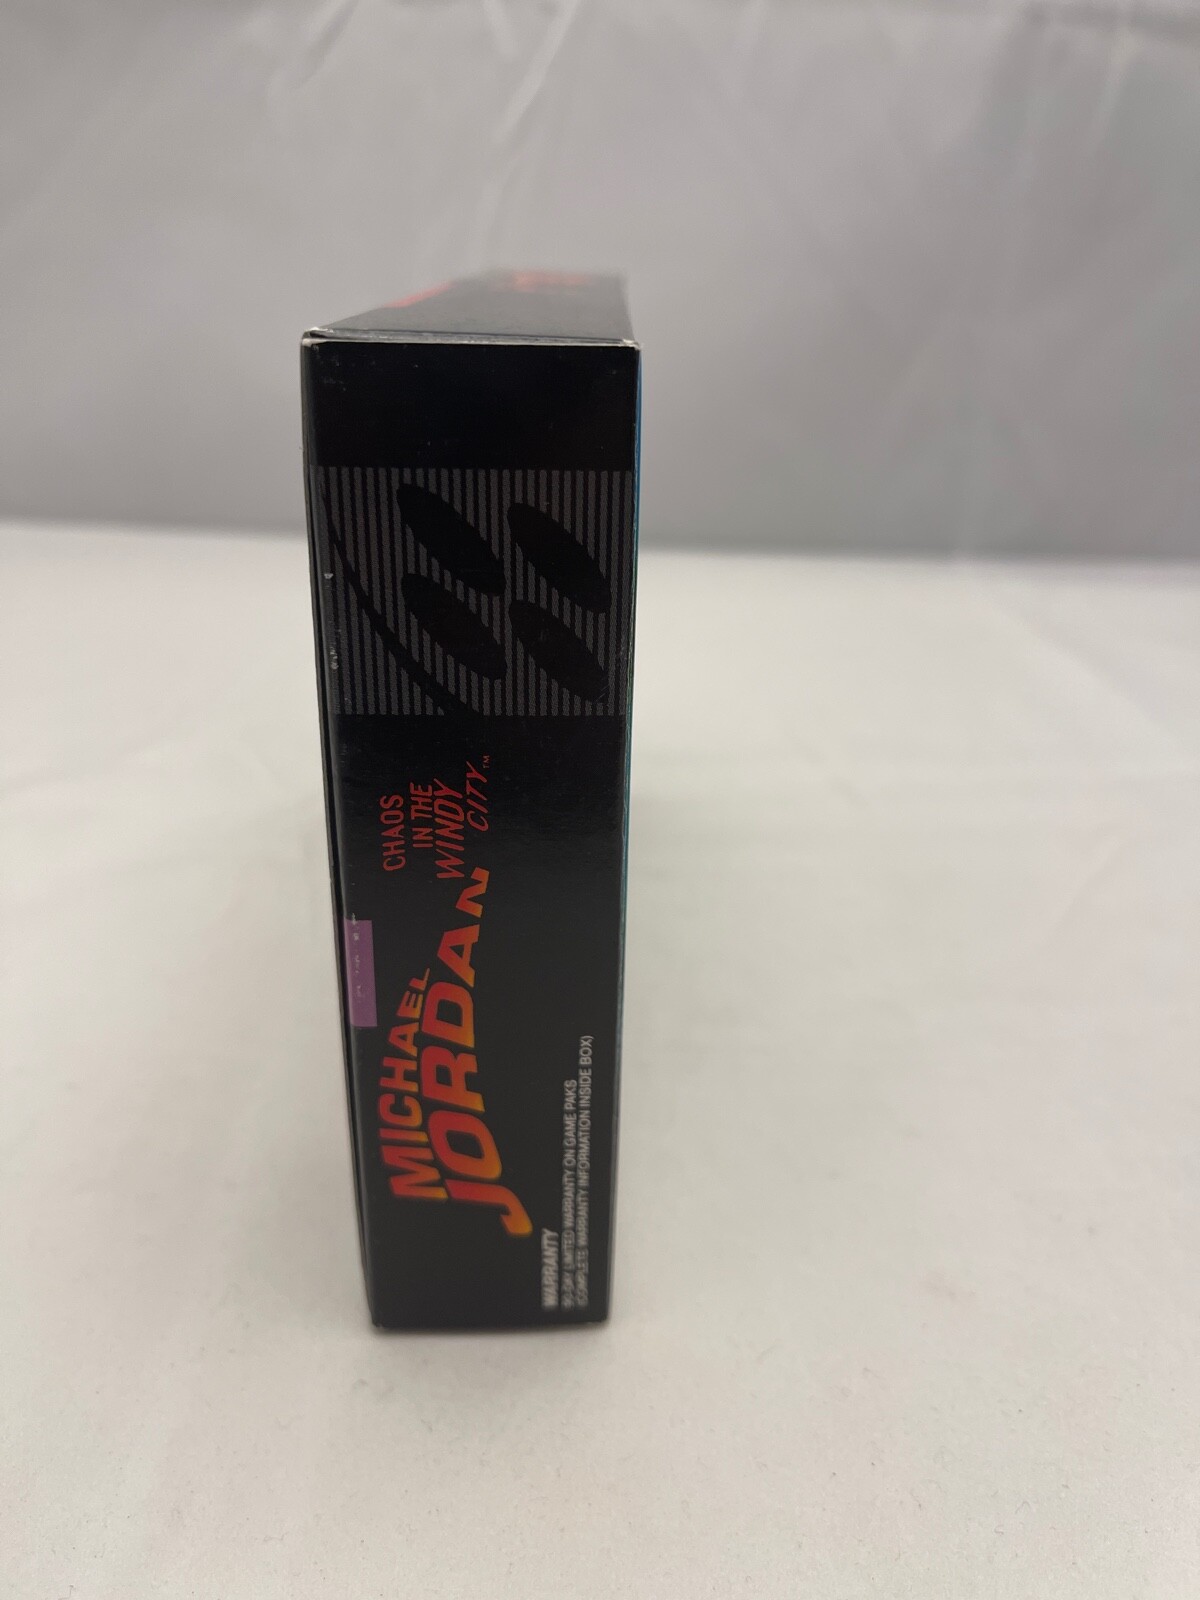 MICHAEL
JORDAN
CHAOS
IN THE
WINDY
CITY™
WARRANTY
90-DAY LIMITED WARRANTY ON GAME PAKS
(COMPLETE WARRANTY INFORMATION INSIDE BOX)